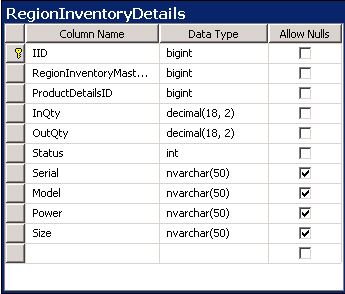 RegionInventoryDetails
Column Name Data Type Allow Nulls
IID bigint
RegionInventoryMast... bigint
ProductDetailsID bigint
InQty decimal(18, 2)
OutQty decimal(18, 2)
Status int
Serial nvarchar(50)
Model nvarchar(50)
Power nvarchar(50)
Size nvarchar(50)